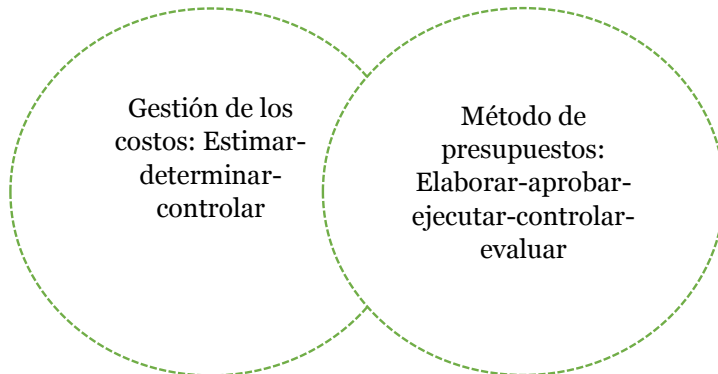 Gestión de los
costos: Estimar-
determinar-
controlar
Método de
presupuestos:
Elaborar-aprobar-
ejecutar-controlar-
evaluar